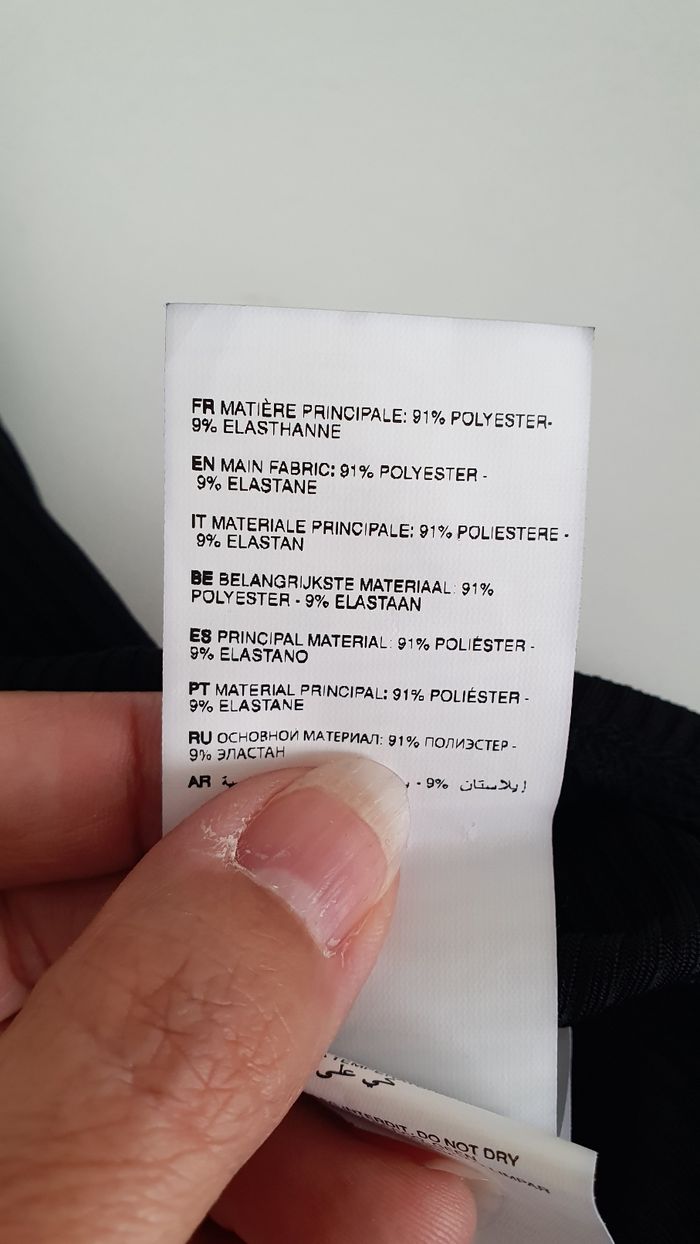 FR MATIÈRE PRINCIPALE: 91% POLYESTER-
9% ELASTHANNE
EN MAIN FABRIC: 91% POLYESTER -
9% ELASTANE
IT MATERIALE PRINCIPALE: 91% POLIESTERE -
9% ELASTAN
BE BELANGRIJKSTE MATERIAAL: 91%
POLYESTER - 9% ELASTAAN
ES PRINCIPAL MATERIAL: 91% POLIÉSTER -
9% ELASTANO
PT MATERIAL PRINCIPAL: 91% POLIÉSTER -
9% ELASTANE
RU ОСНОВНОЙ МАТЕРИАЛ: 91% ПОЛИЭСТЕР -
9% ЭЛАСТАН
AR - 9% إيلاستان
كي على
INTERDIT. DO NOT DRY